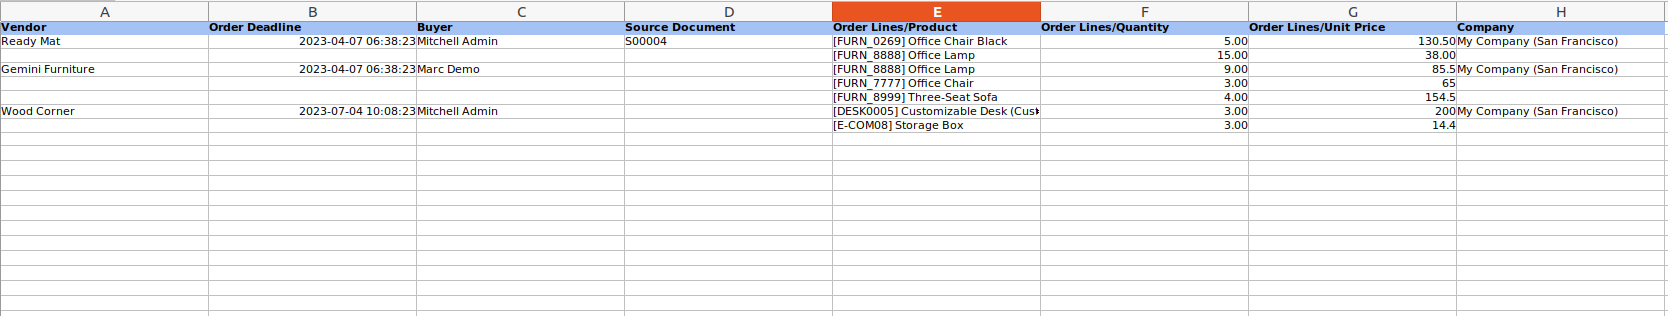 A B C D E F G H
Vendor Order Deadline Buyer Source Document Order Lines/Product Order Lines/Quantity Order Lines/Unit Price Company
Ready Mat 2023-04-07 06:38:23 Mitchell Admin S00004 [FURN_0269] Office Chair Black 5.00 130.50 My Company (San Francisco)
[FURN_8888] Office Lamp 15.00 38.00
Gemini Furniture 2023-04-07 06:38:23 Marc Demo [FURN_8888] Office Lamp 9.00 85.5 My Company (San Francisco)
[FURN_7777] Office Chair 3.00 65
[FURN_8999] Three-Seat Sofa 4.00 154.5
Wood Corner 2023-07-04 10:08:23 Mitchell Admin [DESK0005] Customizable Desk (Cus 3.00 200 My Company (San Francisco)
[E-COM08] Storage Box 3.00 14.4